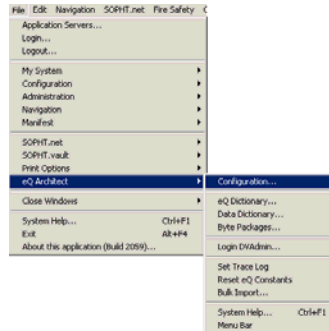 File Edit Navigation SOPHT.net Fire Safety
Application Servers...
Login...
Logout...
My System
Configuration
Administration
Navigation
Manifest
SOPHT.net
SOPHT.vault
Print Options
eQ Architect
Close Windows
System Help... Ctrl+F1
Exit Alt+F4
About this application (Build 2059)...
Configuration...
eQ Dictionary...
Data Dictionary...
Byte Packages...
Login DVAdmin...
Set Trace Log
Reset eQ Constants
Bulk Import...
System Help... Ctrl+F1
Menu Bar